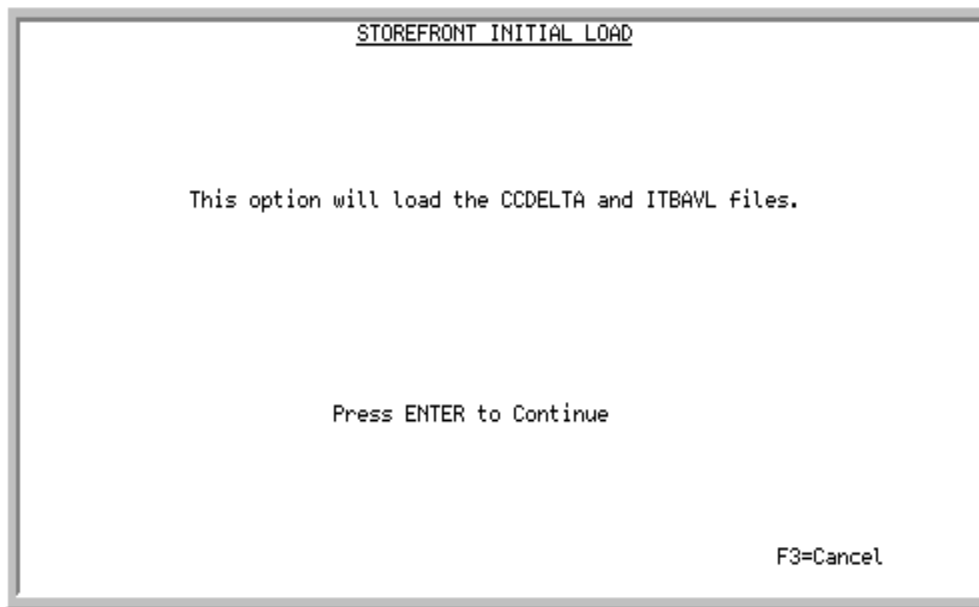 STOREFRONT INITIAL LOAD
This option will load the CCDELTA and ITBAVL files.
Press ENTER to Continue
F3=Cancel